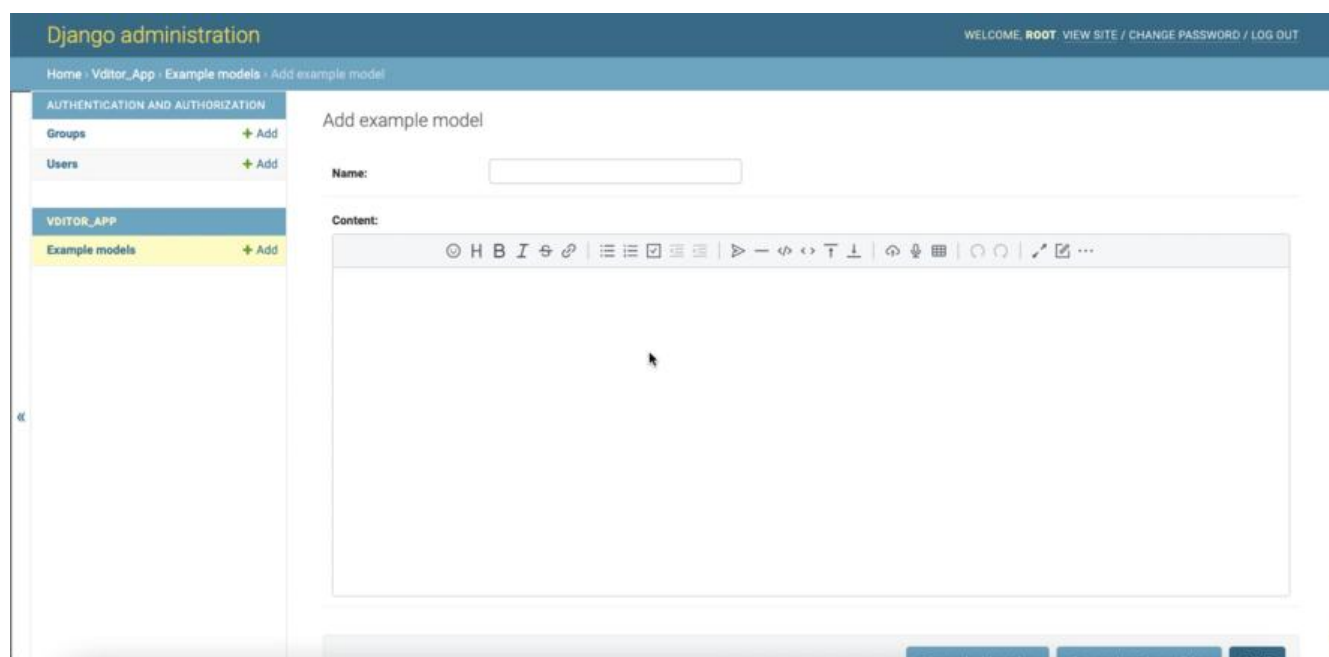 Django administration
WELCOME, ROOT. VIEW SITE / CHANGE PASSWORD / LOG OUT
Home › Vditor_App › Example models › Add example model
AUTHENTICATION AND AUTHORIZATION
Groups + Add
Users + Add
VDITOR_APP
Example models + Add
«
Add example model
Name:
Content:
H B I S